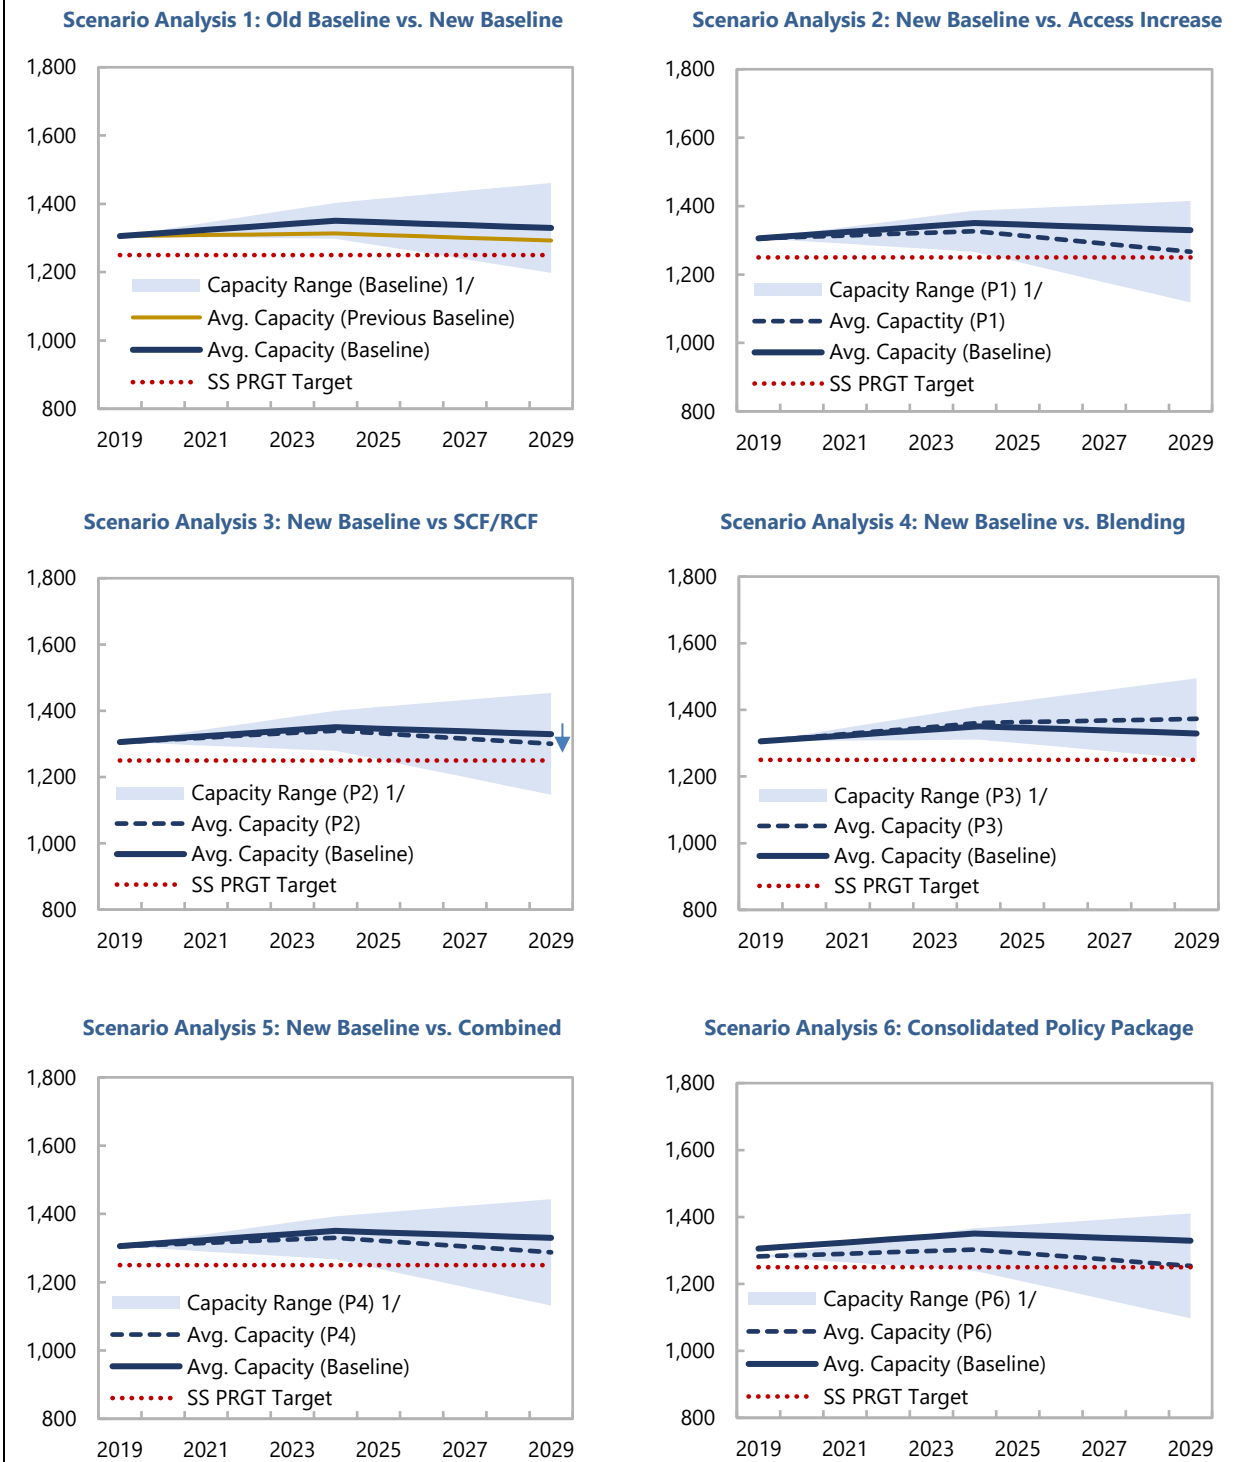 Scenario Analysis 1: Old Baseline vs. New Baseline
1,800
1,600
1,400
1,200
1,000
800
Capacity Range (Baseline) 1/
Avg. Capacity (Previous Baseline)
Avg. Capacity (Baseline)
SS PRGT Target
2019 2021 2023 2025 2027 2029
Scenario Analysis 2: New Baseline vs. Access Increase
1,800
1,600
1,400
1,200
1,000
800
Capacity Range (P1) 1/
Avg. Capactity (P1)
Avg. Capacity (Baseline)
SS PRGT Target
2019 2021 2023 2025 2027 2029
Scenario Analysis 3: New Baseline vs SCF/RCF
1,800
1,600
1,400
1,200
1,000
800
Capacity Range (P2) 1/
Avg. Capacity (P2)
Avg. Capacity (Baseline)
SS PRGT Target
2019 2021 2023 2025 2027 2029
Scenario Analysis 4: New Baseline vs. Blending
1,800
1,600
1,400
1,200
1,000
800
Capacity Range (P3) 1/
Avg. Capacity (P3)
Avg. Capacity (Baseline)
SS PRGT Target
2019 2021 2023 2025 2027 2029
Scenario Analysis 5: New Baseline vs. Combined
1,800
1,600
1,400
1,200
1,000
800
Capacity Range (P4) 1/
Avg. Capacity (P4)
Avg. Capacity (Baseline)
SS PRGT Target
2019 2021 2023 2025 2027 2029
Scenario Analysis 6: Consolidated Policy Package
1,800
1,600
1,400
1,200
1,000
800
Capacity Range (P6) 1/
Avg. Capacity (P6)
Avg. Capacity (Baseline)
SS PRGT Target
2019 2021 2023 2025 2027 2029